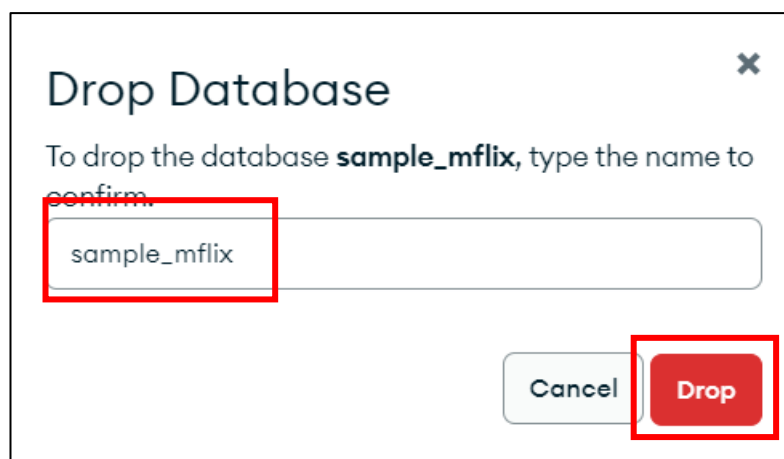 Drop Database
To drop the database sample_mflix, type the name to
confirm.
sample_mflix
Cancel
Drop